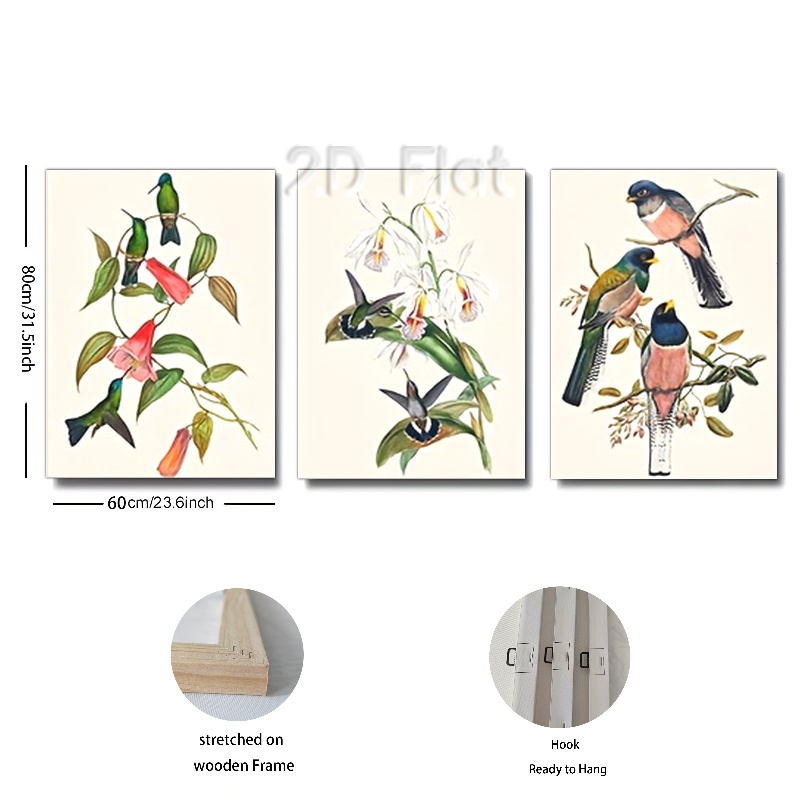 2D Flat
80cm/31.5inch
60cm/23.6inch
stretched on
wooden Frame
Hook
Ready to Hang